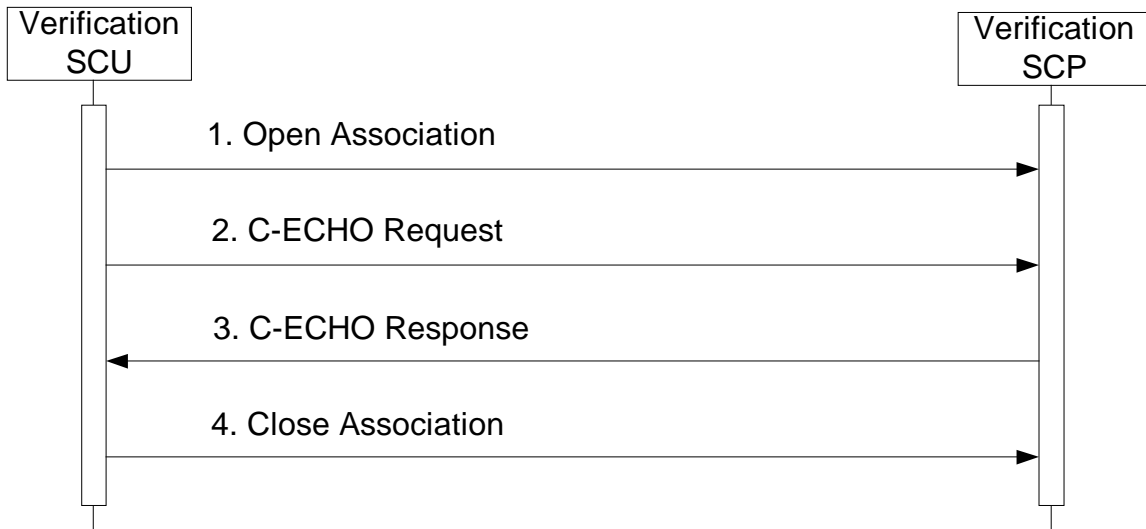 Verification
SCU
Verification
SCP
1. Open Association
2. C-ECHO Request
3. C-ECHO Response
4. Close Association